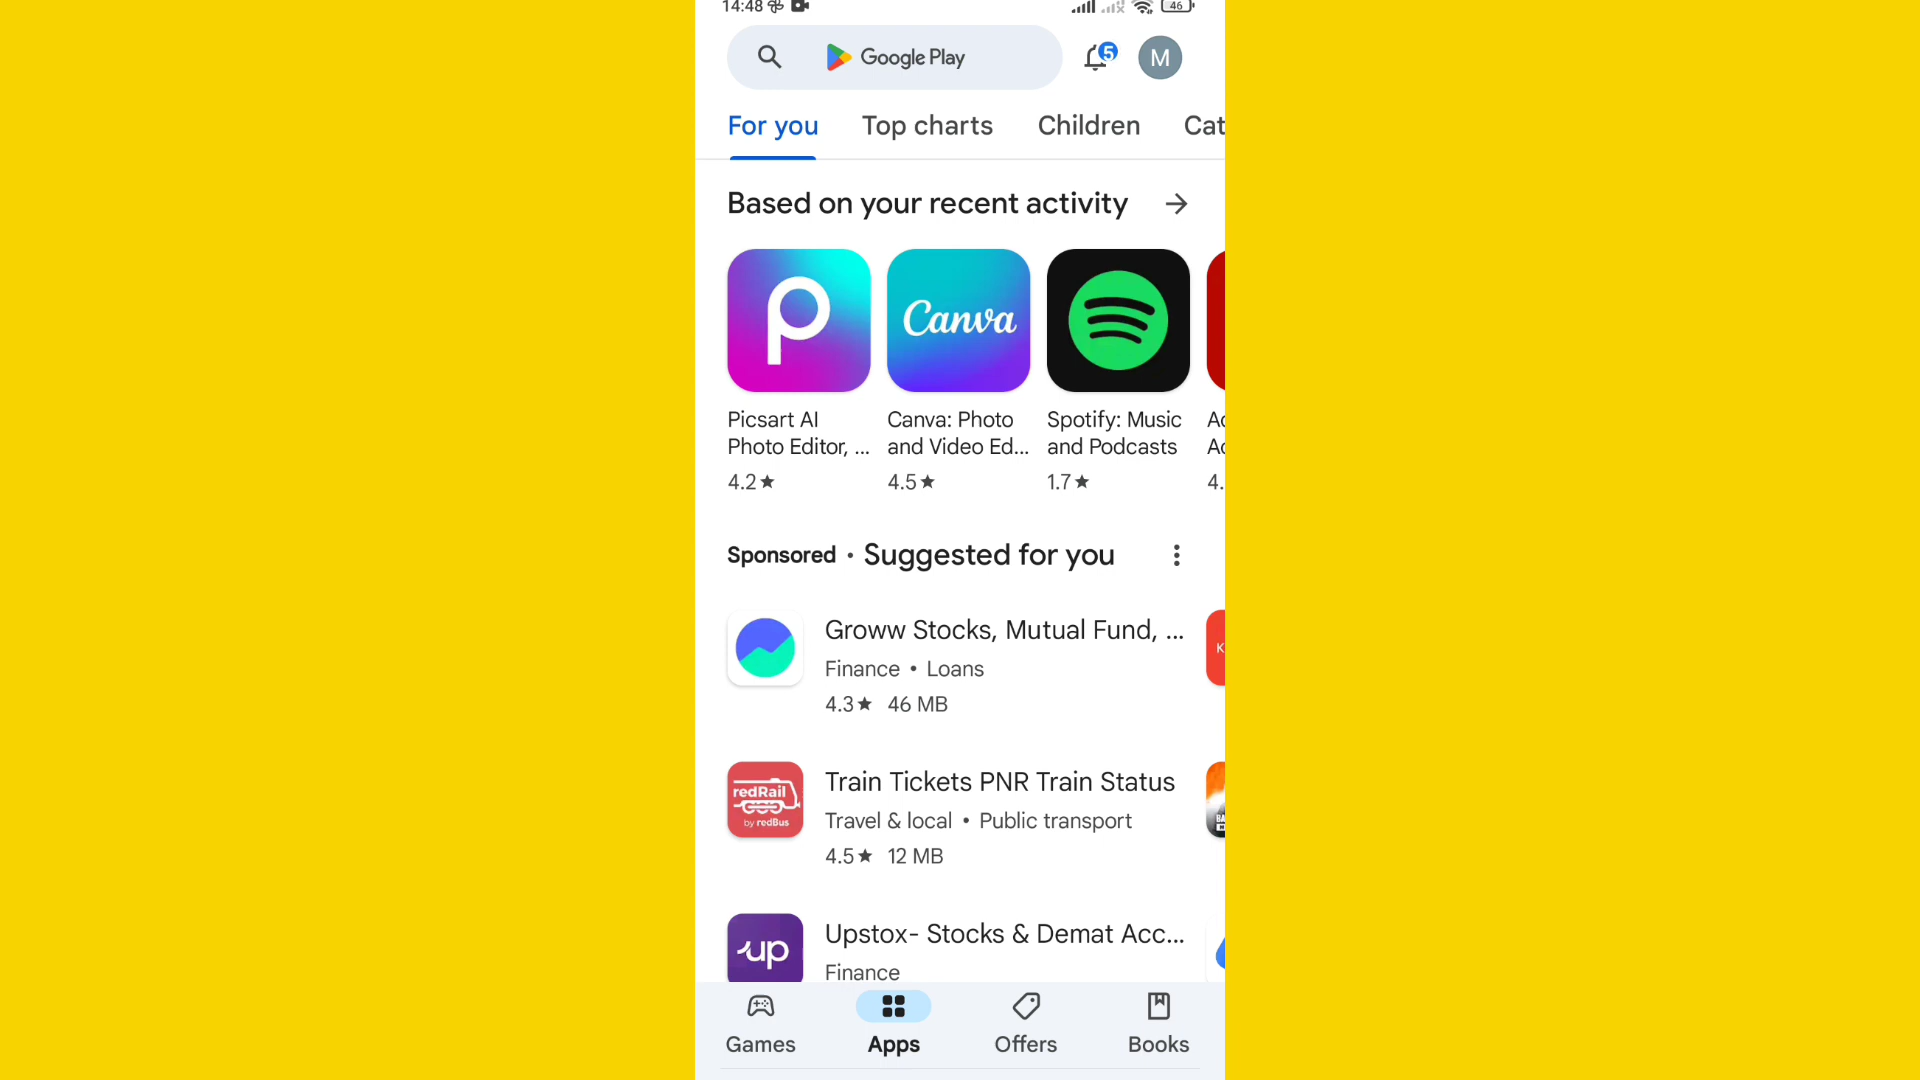 14:48
46
Google Play
5
M
For you Top charts Children Cat
Based on your recent activity
Canva
Picsart AI
Photo Editor, ...
4.2★
Canva: Photo
and Video Ed...
4.5★
Spotify: Music
and Podcasts
1.7★
4.
Sponsored • Suggested for you
Groww Stocks, Mutual Fund, ...
Finance • Loans
4.3★ 46 MB
K
redRail
by redBus
Train Tickets PNR Train Status
Travel & local • Public transport
4.5★ 12 MB
up
Upstox- Stocks & Demat Acc...
Finance
Games Apps Offers Books